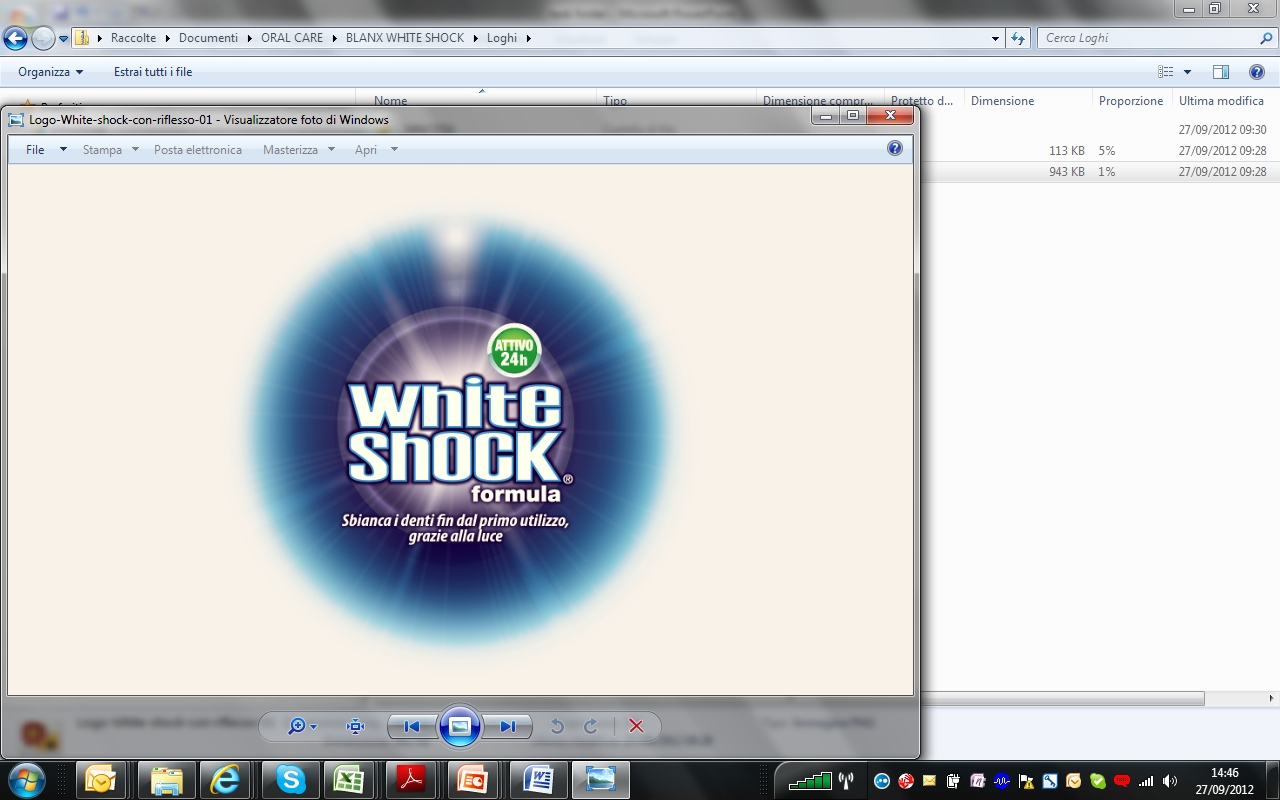 Raccolte Documenti ORAL CARE BLANX WHITE SHOCK Loghi
Cerca Loghi
Organizza Estrai tutti i file
Nome Tipo Dimensione compr... Protetto d... Dimensione Proporzione Ultima modifica
27/09/2012 09:30
113 KB 5% 27/09/2012 09:28
943 KB 1% 27/09/2012 09:28
Logo-White-shock-con-riflesso-01 - Visualizzatore foto di Windows
File Stampa Posta elettronica Masterizza Apri
ATTIVO
24h
White
Shock®
formula
Sbianca i denti fin dal primo utilizzo,
grazie alla luce
14:46
27/09/2012